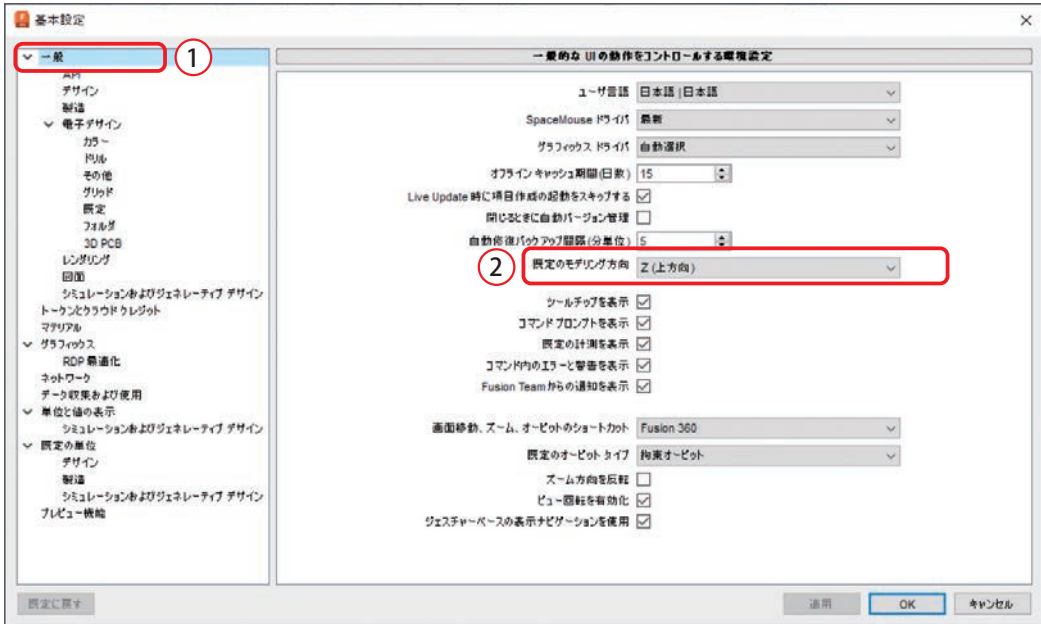 基本設定
一般
①
API
デザイン
製造
電子デザイン
カラー
ドリル
その他
グリッド
既定
フォルダ
3D PCB
レンダリング
図面
シミュレーションおよびジェネレーティブ デザイン
トークンとクラウド クレジット
マテリアル
グラフィックス
RDP 最適化
ネットワーク
データ収集および使用
単位と値の表示
シミュレーションおよびジェネレーティブ デザイン
既定の単位
デザイン
製造
シミュレーションおよびジェネレーティブ デザイン
プレビュー機能
一般的な UI の動作をコントロールする環境設定
ユーザ言語 日本語 | 日本語
SpaceMouse ドライバ 最新
グラフィックス ドライバ 自動選択
オフライン キャッシュ期間(日数) 15
Live Update 時に項目作成の起動をスキップする
閉じるときに自動バージョン管理
自動修復バックアップ間隔(分単位) 5
② 既定のモデリング方向 Z (上方向)
ツールチップを表示
コマンド プロンプトを表示
既定の計測を表示
コマンド内のエラーと警告を表示
Fusion Teamからの通知を表示
画面移動、ズーム、オービットのショートカット Fusion 360
既定のオービット タイプ 拘束オービット
ズーム方向を反転
ビュー回転を有効化
ジェスチャーベースの表示ナビゲーションを使用
既定に戻す 適用 OK キャンセル